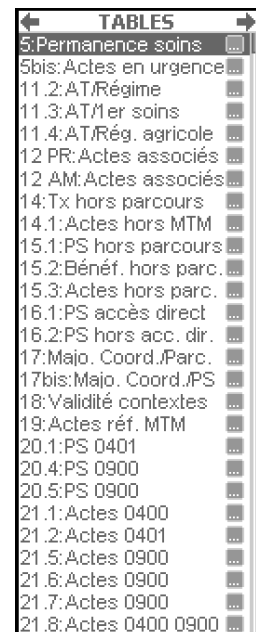 TABLES
5:Permanence soins ...
5bis:Actes en urgence ...
11.2:AT/Régime ...
11.3:AT/1er soins ...
11.4:AT/Rég. agricole ...
12 PR:Actes associés ...
12 AM:Actes associés ...
14:Tx hors parcours ...
14.1:Actes hors MTM ...
15.1:PS hors parcours ...
15.2:Bénéf. hors parc. ...
15.3:Actes hors parc. ...
16.1:PS accès direct ...
16.2:PS hors acc. dir. ...
17:Majo. Coord./Parc. ...
17bis:Majo. Coord./PS ...
18:Validité contextes ...
19:Actes réf. MTM ...
20.1:PS 0401 ...
20.4:PS 0900 ...
20.5:PS 0900 ...
21.1:Actes 0400 ...
21.2:Actes 0401 ...
21.5:Actes 0900 ...
21.6:Actes 0900 ...
21.7:Actes 0900 ...
21.8:Actes 0400 0900 ...